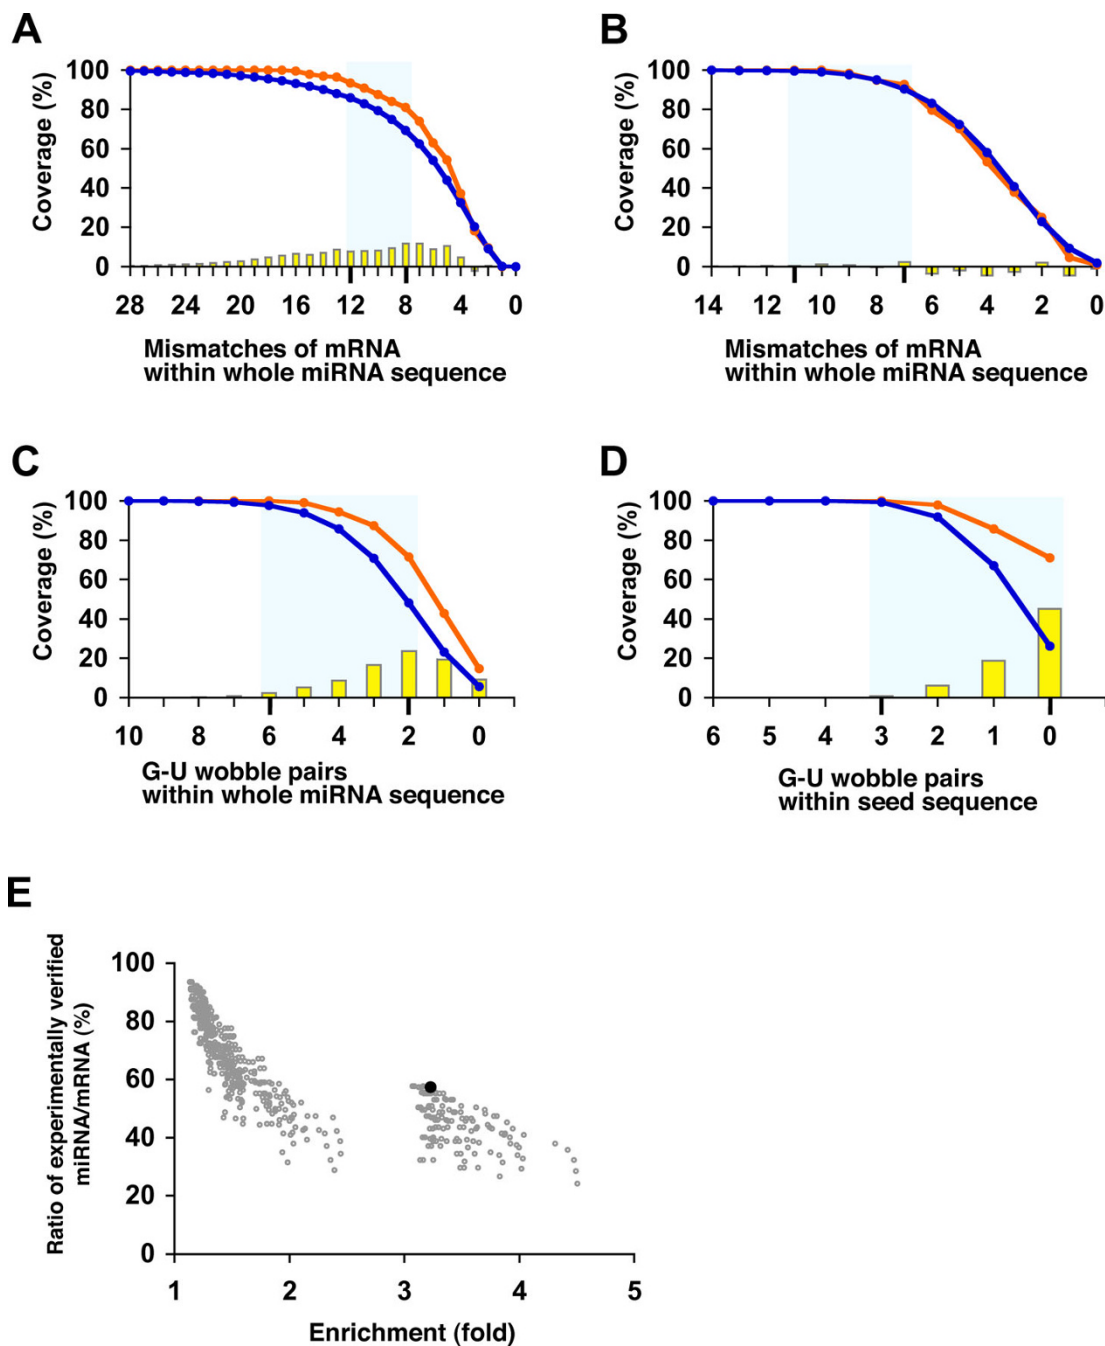 A
Coverage (%)
100
80
60
40
20
0
28 24 20 16 12 8 4 0
Mismatches of mRNA
within whole miRNA sequence
B
Coverage (%)
100
80
60
40
20
0
14 12 10 8 6 4 2 0
Mismatches of mRNA
within whole miRNA sequence
C
Coverage (%)
100
80
60
40
20
0
10 8 6 4 2 0
G-U wobble pairs
within whole miRNA sequence
D
Coverage (%)
100
80
60
40
20
0
6 5 4 3 2 1 0
G-U wobble pairs
within seed sequence
E
Ratio of experimentally verified
miRNA/mRNA (%)
100
80
60
40
20
0
1 2 3 4 5
Enrichment (fold)